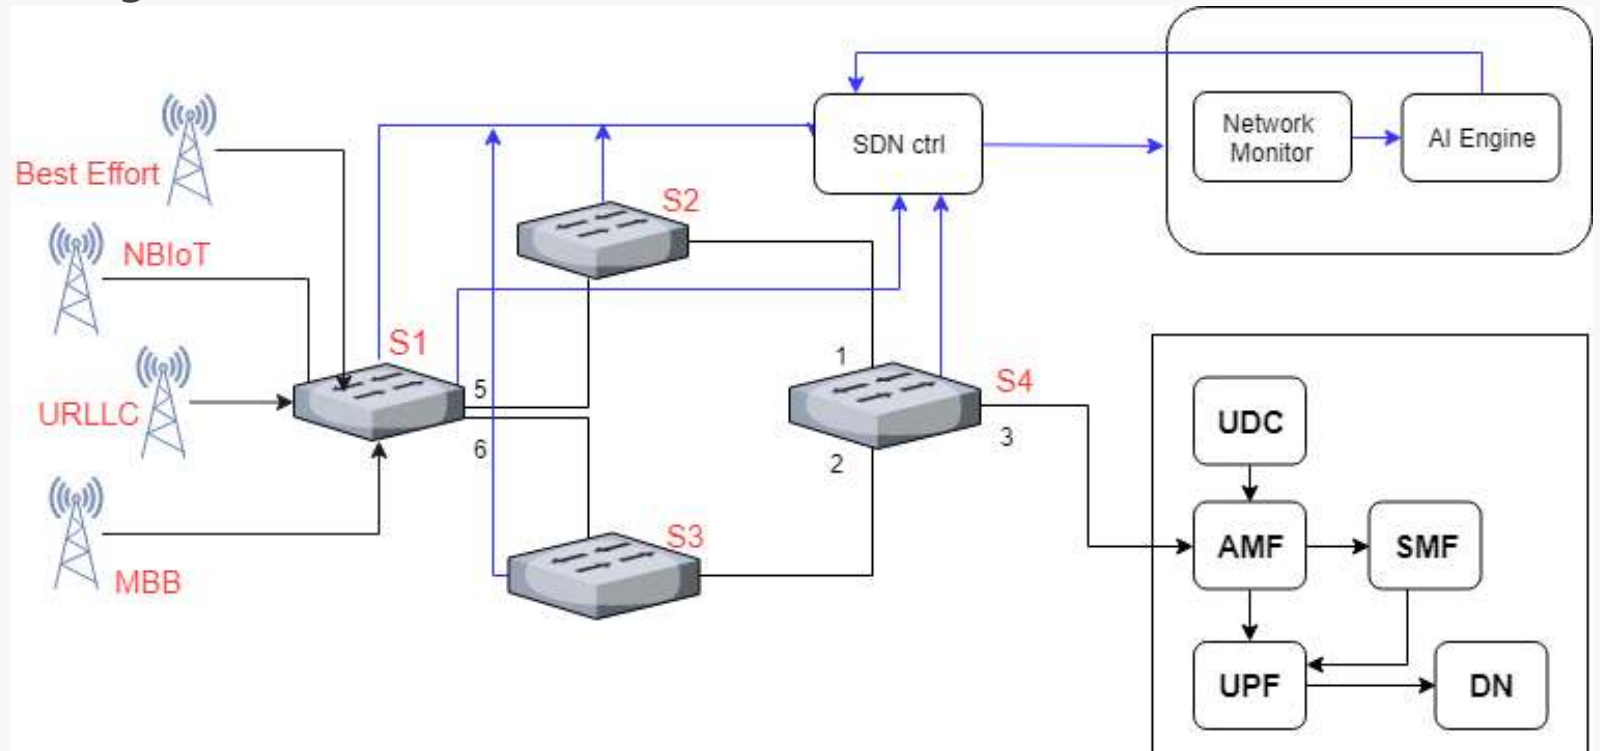 Best Effort
NBIoT
URLLC
MBB
S1
5
6
S2
S3
SDN ctrl
Network
Monitor
AI Engine
1
2
3
S4
UDC
AMF
SMF
UPF
DN